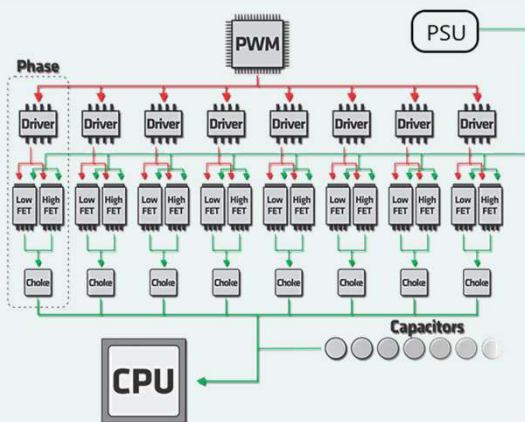 PWM
PSU
Phase
Driver Driver Driver Driver Driver Driver Driver Driver
Low FET High FET Low FET High FET Low FET High FET Low FET High FET Low FET High FET Low FET High FET Low FET High FET Low FET High FET
Choke Choke Choke Choke Choke Choke Choke Choke
Capacitors
CPU